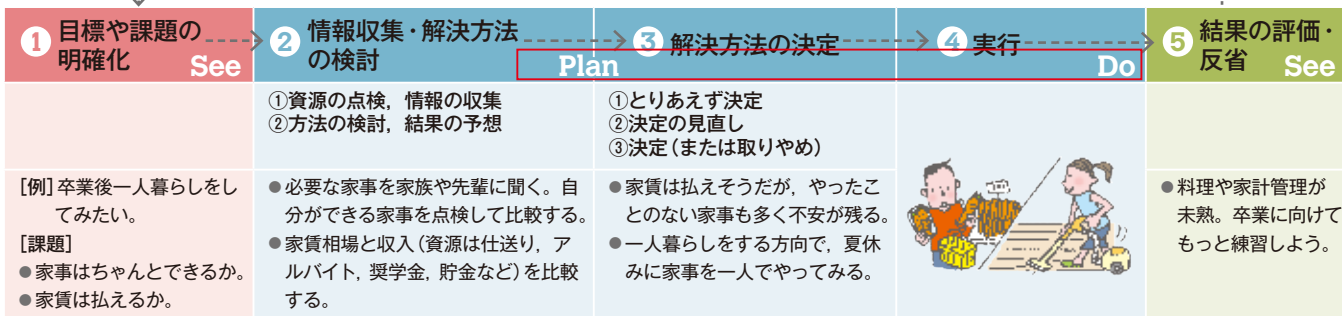 ❶ 目標や課題の
明確化 See
❷ 情報収集・解決方法
の検討 Plan
❸ 解決方法の決定
❹ 実行 Do
❺ 結果の評価・
反省 See
①資源の点検，情報の収集
②方法の検討，結果の予想
①とりあえず決定
②決定の見直し
③決定（または取りやめ）
[例] 卒業後一人暮らしをし
てみたい。
[課題]
●家事はちゃんとできるか。
●家賃は払えるか。
●必要な家事を家族や先輩に聞く。自
分ができる家事を点検して比較する。
●家賃相場と収入（資源は仕送り，ア
ルバイト，奨学金，貯金など）を比較
する。
●家賃は払えそうだが，やったこ
とのない家事も多く不安が残る。
●一人暮らしをする方向で，夏休
みに家事を一人でやってみる。
●料理や家計管理が
未熟。卒業に向けて
もっと練習しよう。